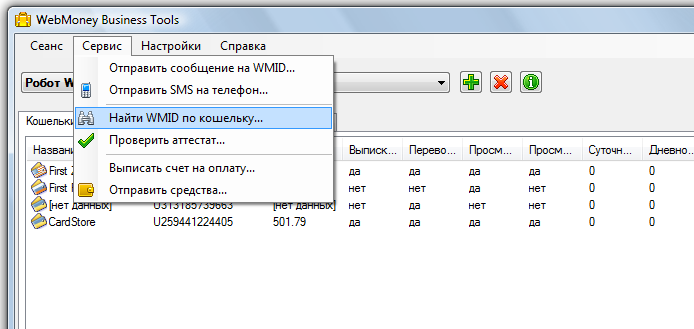 WebMoney Business Tools
Сеанс Сервис Настройки Справка
Отправить сообщение на WMID...
Отправить SMS на телефон...
Найти WMID по кошельку...
Проверить аттестат...
Выписать счет на оплату...
Отправить средства...
Робот W
Кошельки
Названи Выписк... Перево... Просм... Просм... Суточн... Дневно...
First да да да да 0 0
First нет нет да нет 0 0
[нет данных] U313185739663 [нет данных] нет да нет нет 0 0
CardStore U259441224405 501.79 да да да да 0 0